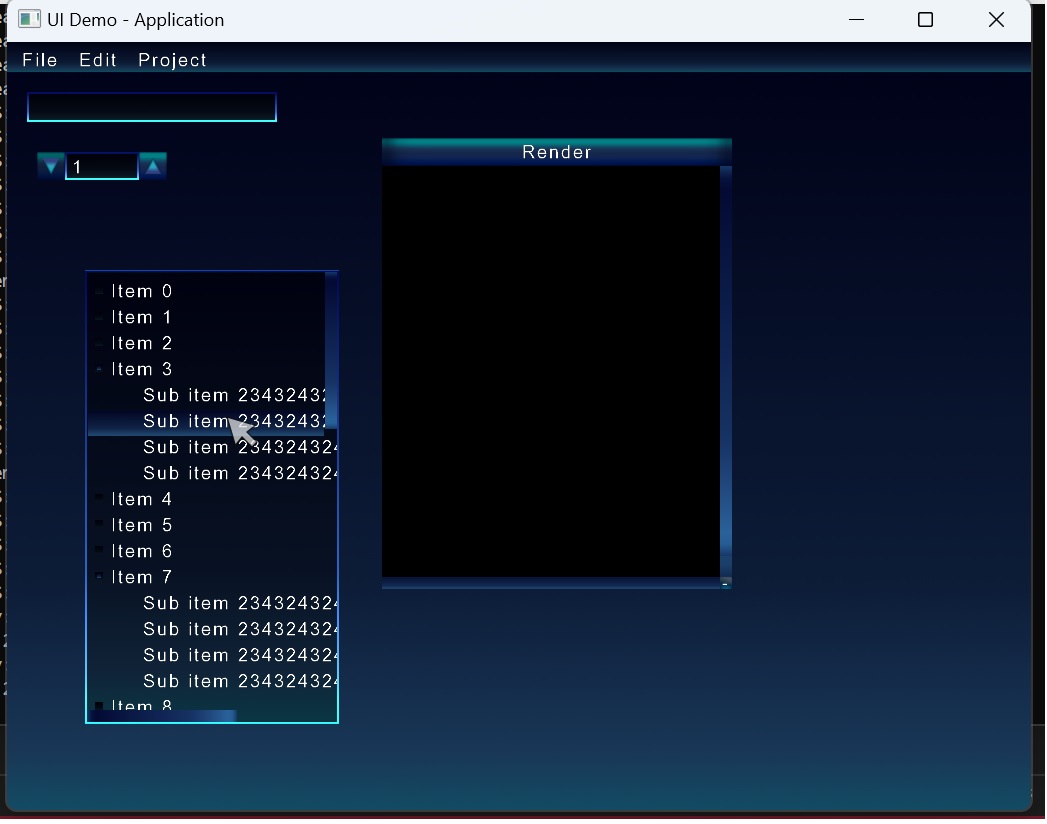 UI Demo - Application
File Edit Project
1
Render
Item 0
Item 1
Item 2
Item 3
Sub item 2343243
Sub item 2343243
Sub item 23432432
Sub item 23432432
Item 4
Item 5
Item 6
Item 7
Sub item 23432432
Sub item 23432432
Sub item 23432432
Sub item 23432432
Item 8